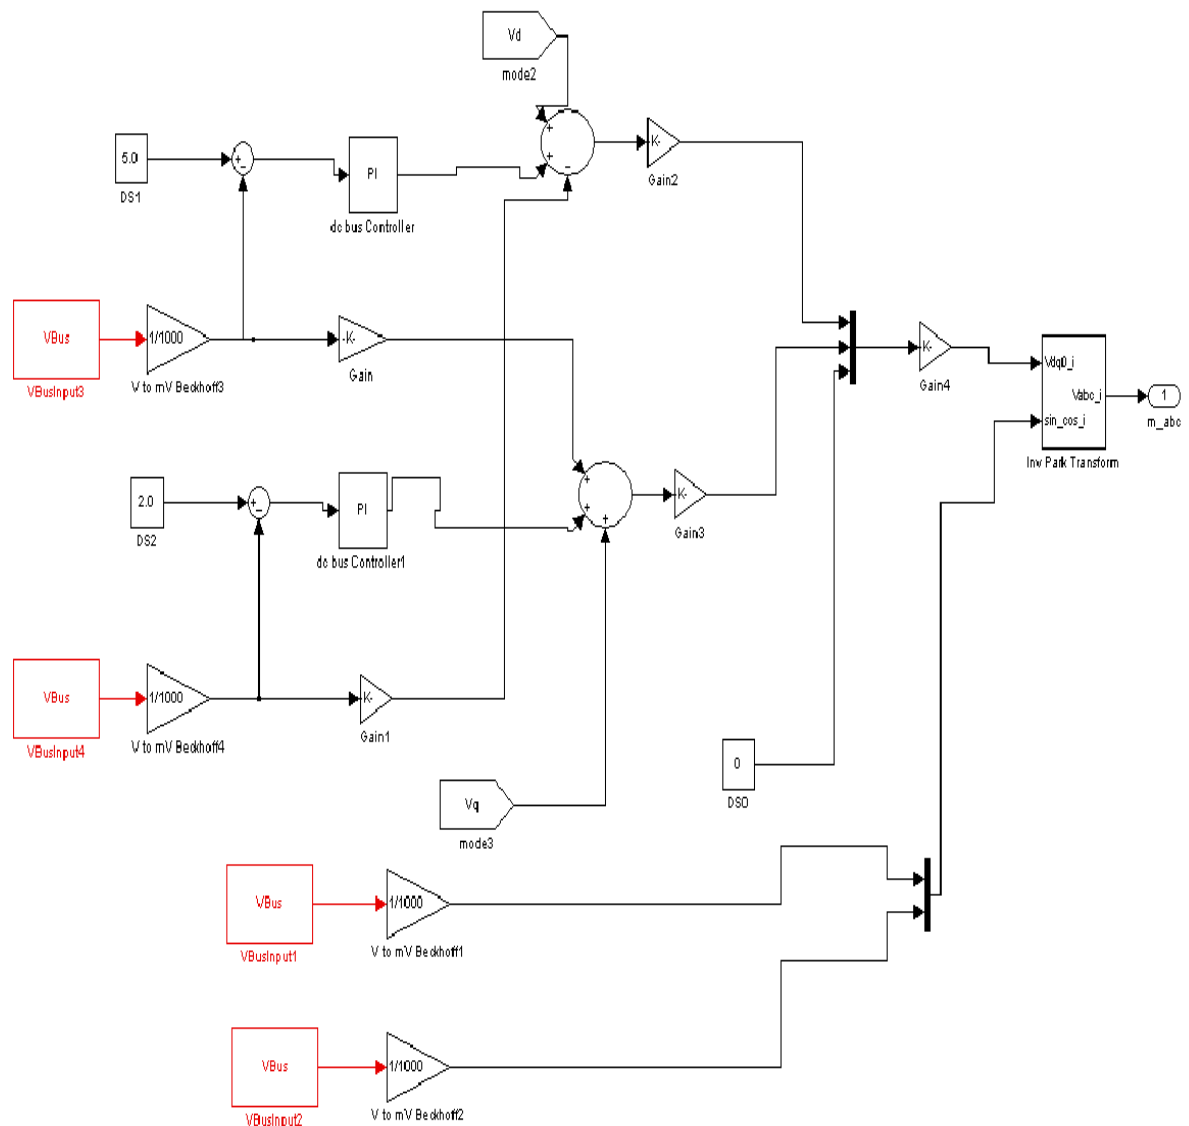 Vd
mode2
+
+
-
K-
Gain2
5.0
DS1
+
-
PI
dc bus Controller
VBus
VBusInput3
1/1000
V to mV Beckhoff3
-K-
Gain
K-
Gain4
Vdq0_i
Vabc_i
sin_cos_i
Inv Park Transform
1
m_abc
2.0
DS2
+
-
PI
dc bus Controller1
+
+
+
K-
Gain3
VBus
VBusInput4
1/1000
V to mV Beckhoff4
K-
Gain1
0
DS0
Vq
mode3
VBus
VBusInput1
1/1000
V to mV Beckhoff1
VBus
VBusInput2
1/1000
V to mV Beckhoff2